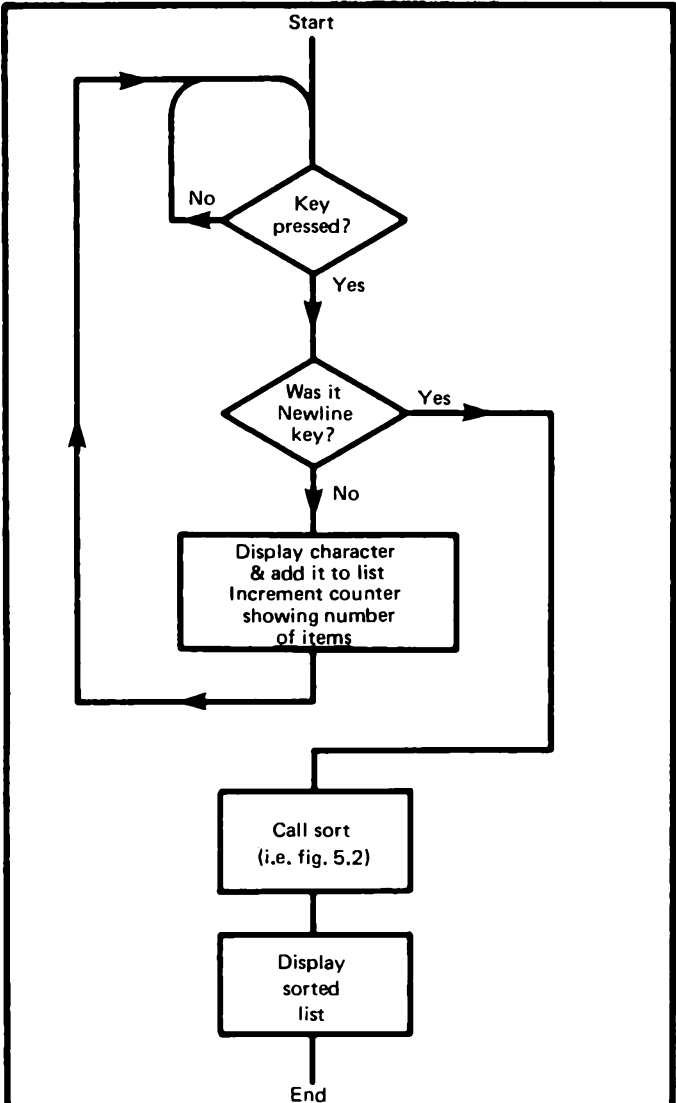 Start
No
Key
pressed?
Yes
Was it
Newline
key?
Yes
No
Display character
& add it to list
Increment counter
showing number
of items
Call sort
(i.e. fig. 5.2)
Display
sorted
list
End